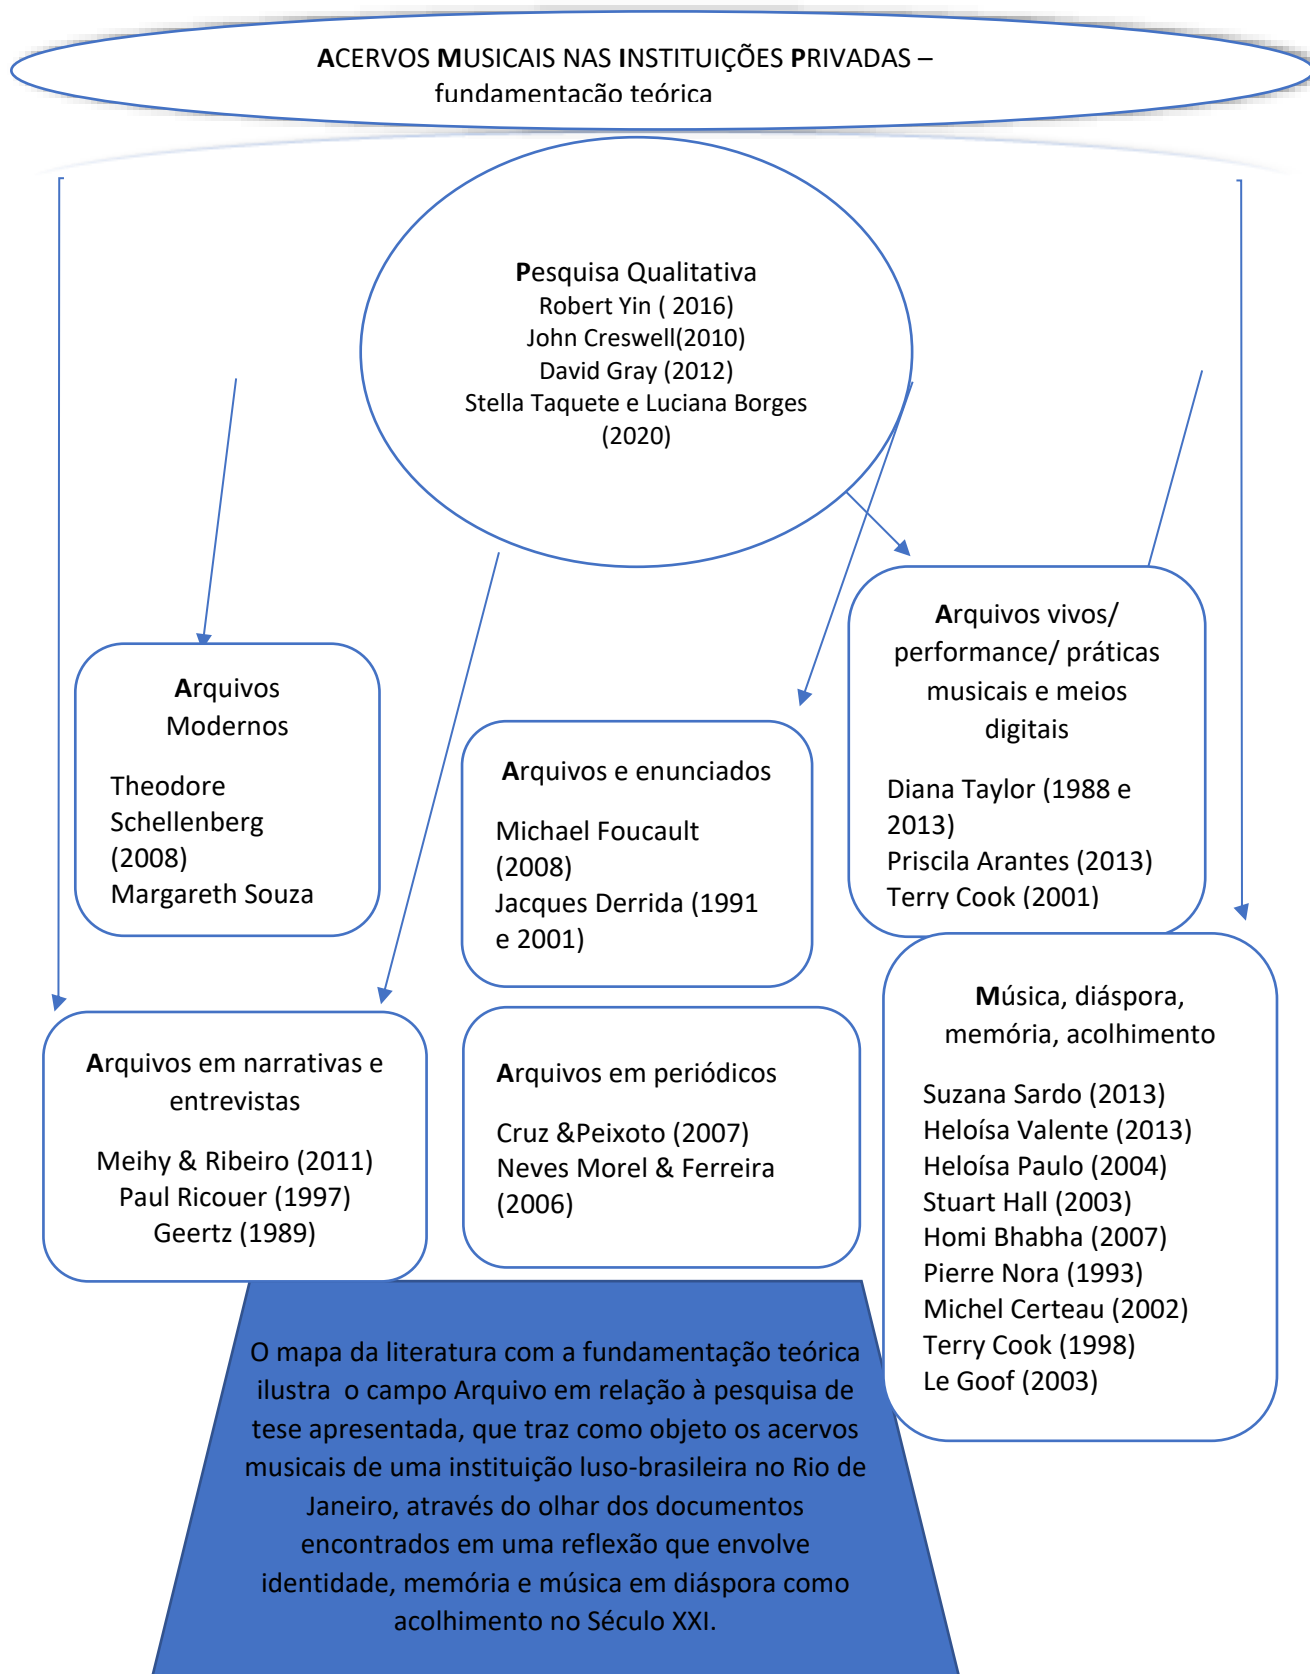 ACERVOS MUSICAIS NAS INSTITUIÇÕES PRIVADAS –
fundamentação teórica
Pesquisa Qualitativa
Robert Yin ( 2016)
John Creswell(2010)
David Gray (2012)
Stella Taquete e Luciana Borges
(2020)
Arquivos
Modernos
Theodore
Schellenberg
(2008)
Margareth Souza
Arquivos e enunciados
Michael Foucault
(2008)
Jacques Derrida (1991
e 2001)
Arquivos vivos/
performance/ práticas
musicais e meios
digitais
Diana Taylor (1988 e
2013)
Priscila Arantes (2013)
Terry Cook (2001)
Arquivos em narrativas e
entrevistas
Meihy & Ribeiro (2011)
Paul Ricouer (1997)
Geertz (1989)
Arquivos em periódicos
Cruz &Peixoto (2007)
Neves Morel & Ferreira
(2006)
Música, diáspora,
memória, acolhimento
Suzana Sardo (2013)
Heloísa Valente (2013)
Heloísa Paulo (2004)
Stuart Hall (2003)
Homi Bhabha (2007)
Pierre Nora (1993)
Michel Certeau (2002)
Terry Cook (1998)
Le Goof (2003)
O mapa da literatura com a fundamentação teórica
ilustra  o campo Arquivo em relação à pesquisa de
tese apresentada, que traz como objeto os acervos
musicais de uma instituição luso-brasileira no Rio de
Janeiro, através do olhar dos documentos
encontrados em uma reflexão que envolve
identidade, memória e música em diáspora como
acolhimento no Século XXI.